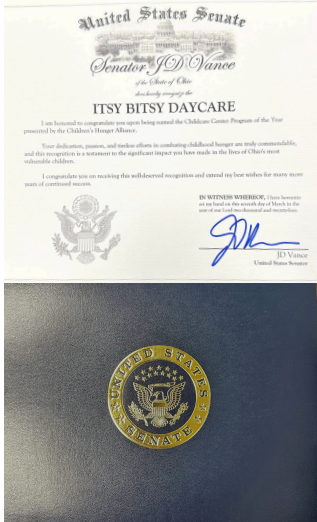 United States Senate
Senator JD Vance
of the State of Ohio
does hereby recognize the
ITSY BITSY DAYCARE
I am honored to congratulate you upon being named the Childcare Center Program of the Year
presented by the Children's Hunger Alliance.
Your dedication, passion, and tireless efforts in combating childhood hunger are truly commendable,
and this recognition is a testament to the significant impact you have made in the lives of Ohio's most
vulnerable children.
I congratulate you on receiving this well-deserved recognition and extend my best wishes for many more
years of continued success.
IN WITNESS WHEREOF, I have hereunto
set my hand on this seventh day of March in the
year of our Lord two thousand and
JD Vance
United States Senator
UNITED STATES
SENATE